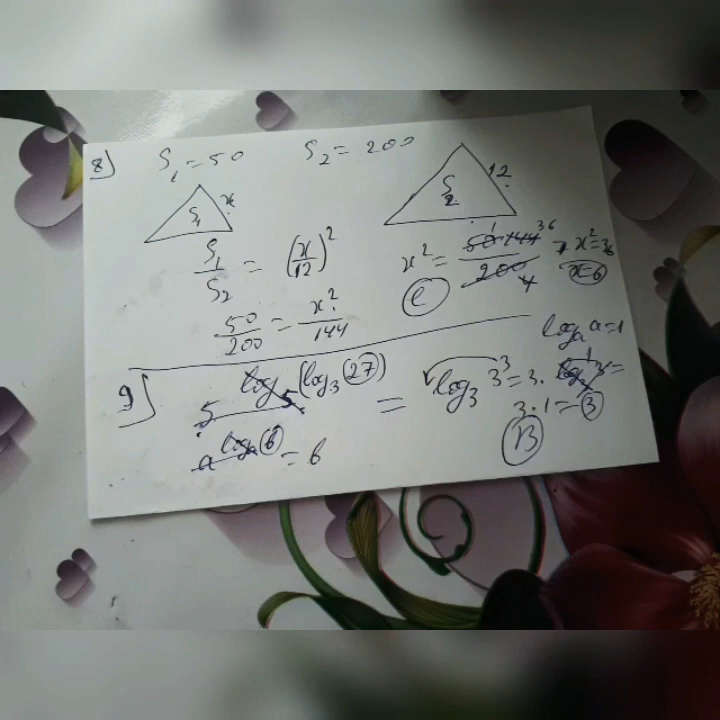 8) S₁ = 50 S₂ = 200
S₁ x S₂ 12
S₁/S₂ = (x/12)² x² = 50·144/200 → x² = 36
50/200 = x²/144 x = 6
logₐ a = 1
9) 5^log₅(log₃(27)) = log₃ 3³ = 3 · log₃ 3 =
3·1 = 3
a^logₐ(b) = b B